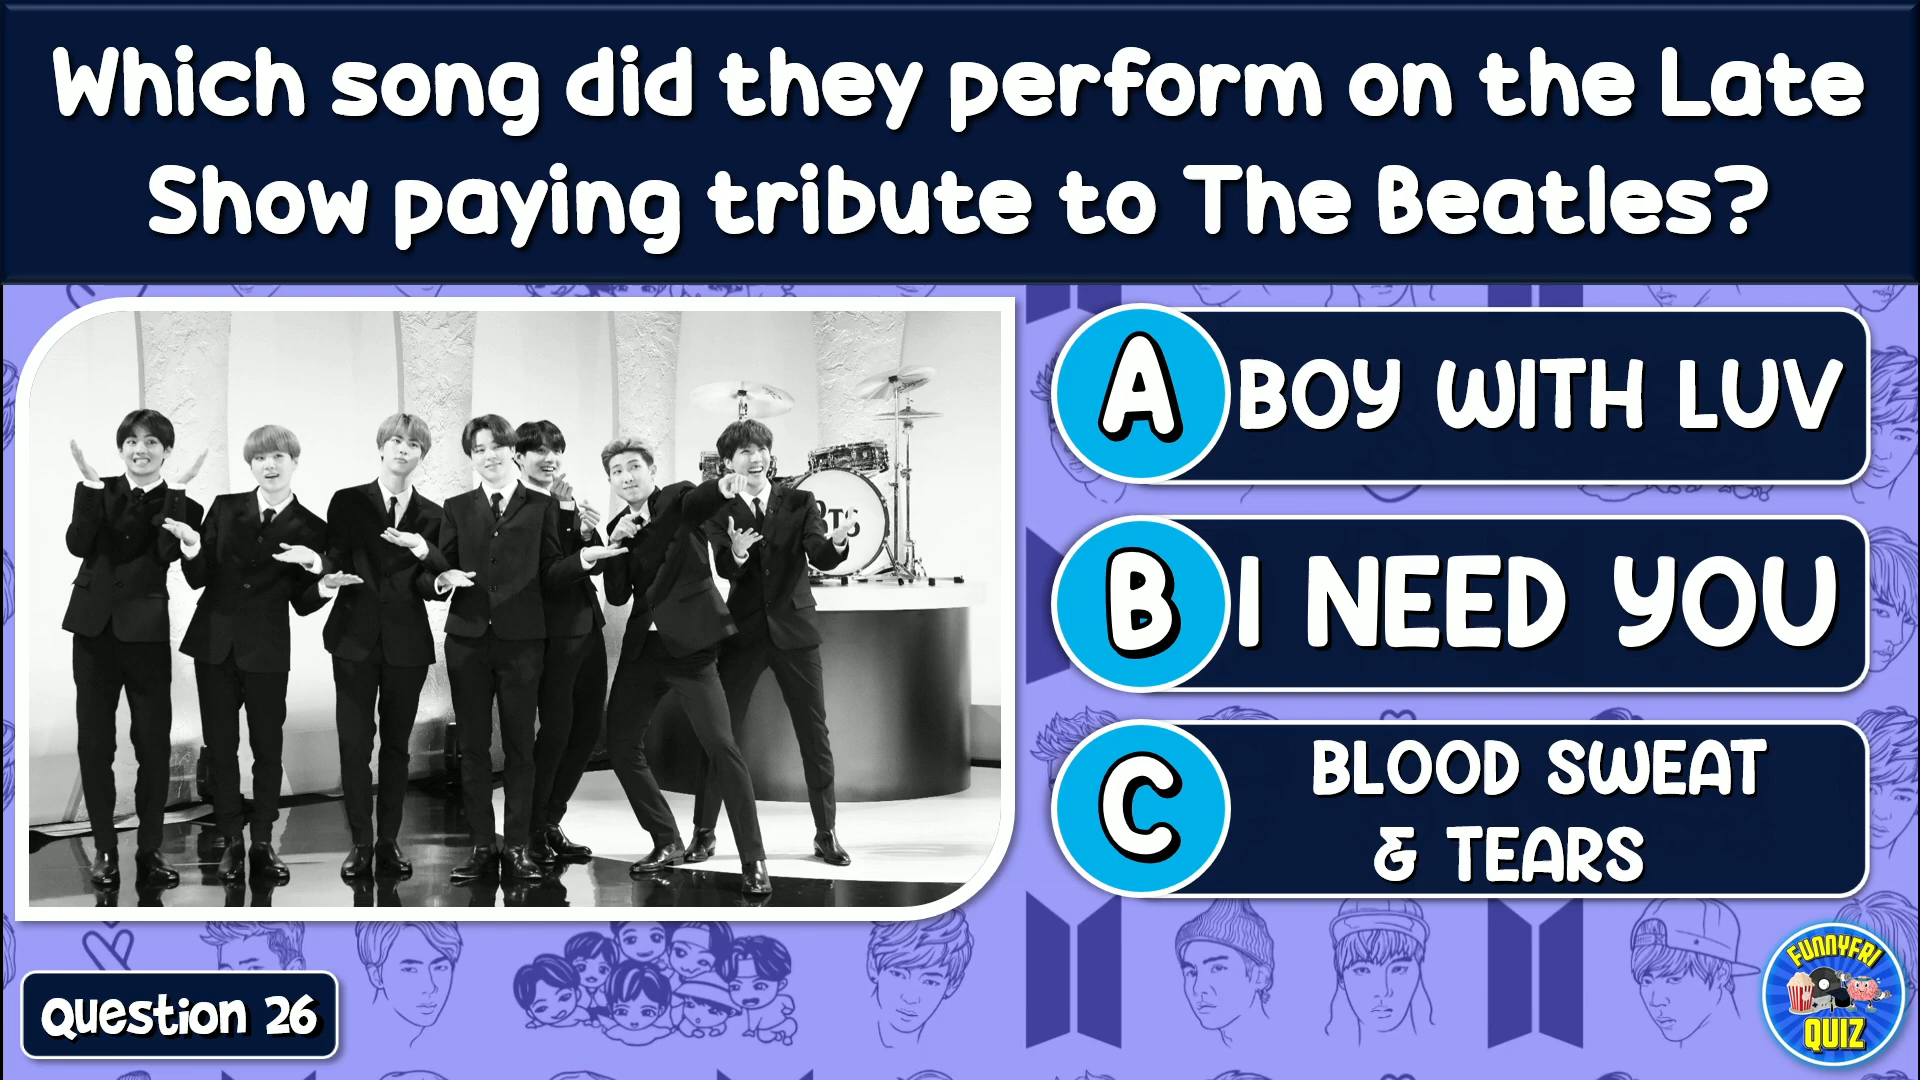 Which song did they perform on the Late
Show paying tribute to The Beatles?
A BOY WITH LUV
B I NEED YOU
C BLOOD SWEAT
& TEARS
BTS
Question 26
FUNNYFRI
QUIZ